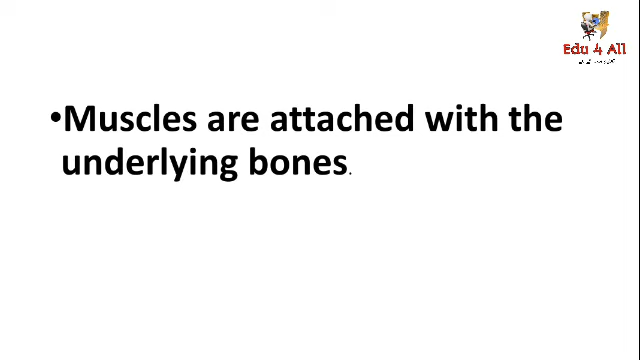 Edu 4 All
•Muscles are attached with the
underlying bones.